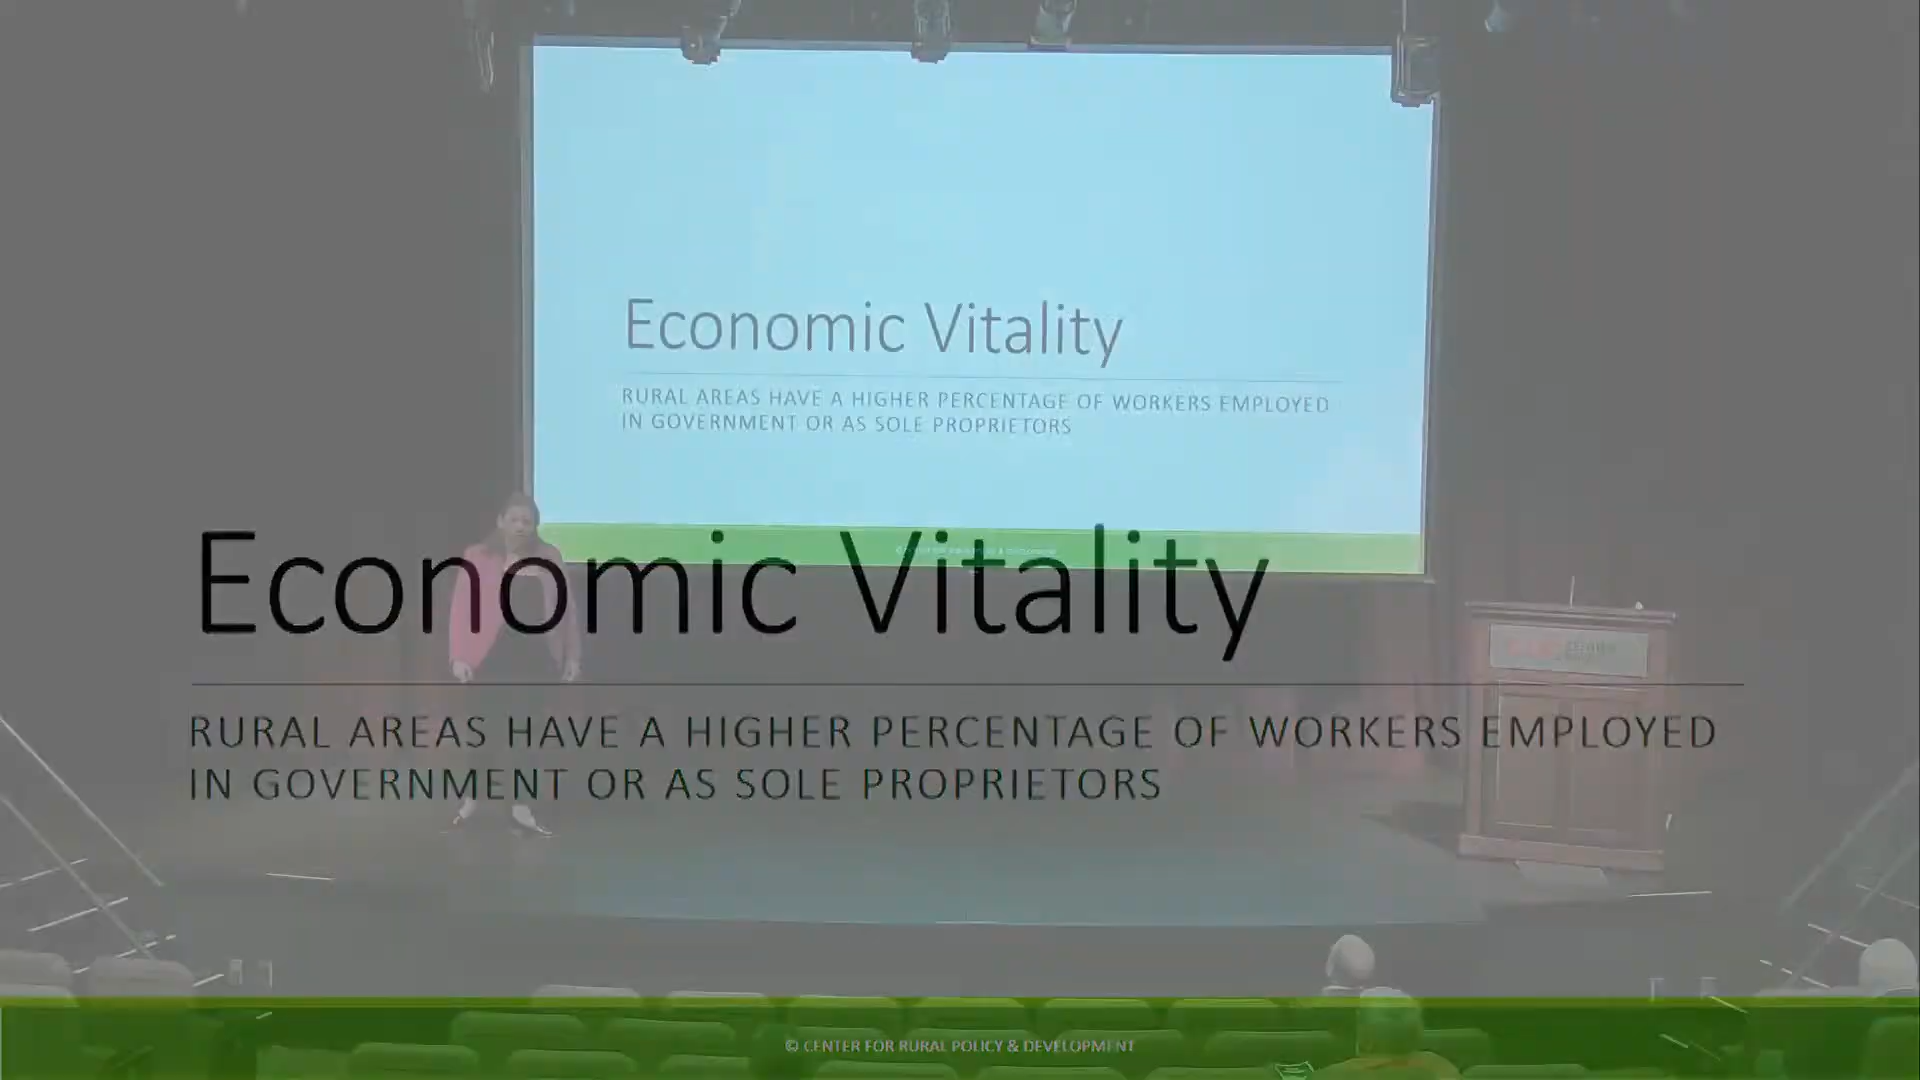 Economic Vitality
RURAL AREAS HAVE A HIGHER PERCENTAGE OF WORKERS EMPLOYED
IN GOVERNMENT OR AS SOLE PROPRIETORS
Economic Vitality
RURAL AREAS HAVE A HIGHER PERCENTAGE OF WORKERS EMPLOYED
IN GOVERNMENT OR AS SOLE PROPRIETORS
© CENTER FOR RURAL POLICY & DEVELOPMENT